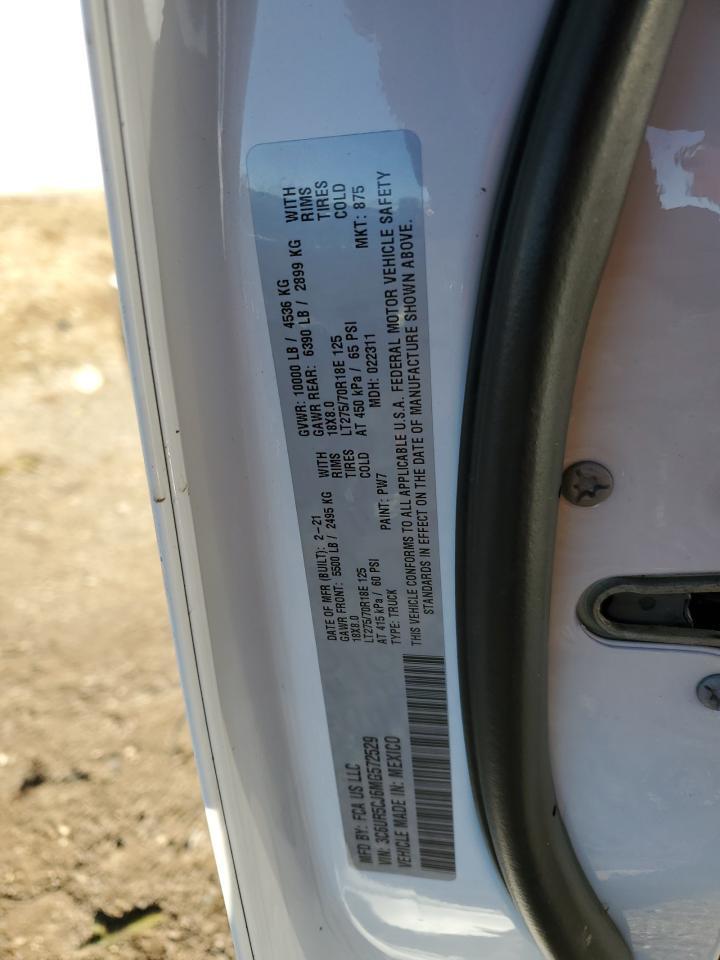 MFD BY: FCA US LLC
DATE OF MFR (BUILT): 2-21
GVWR: 10000 LB / 4536 KG
GAWR FRONT: 5500 LB / 2495 KG WITH
GAWR REAR: 6390 LB / 2899 KG WITH
18X8.0 RIMS
18X8.0 RIMS
LT275/70R18E 125 TIRES
LT275/70R18E 125 TIRES
AT 415 kPa / 60 PSI COLD
AT 450 kPa / 65 PSI COLD
VIN: 3C6UR5CJ6MG572529
TYPE: TRUCK PAINT: PW7 MDH: 022311 MKT: 875
VEHICLE MADE IN: MEXICO
THIS VEHICLE CONFORMS TO ALL APPLICABLE U.S.A. FEDERAL MOTOR VEHICLE SAFETY
STANDARDS IN EFFECT ON THE DATE OF MANUFACTURE SHOWN ABOVE.